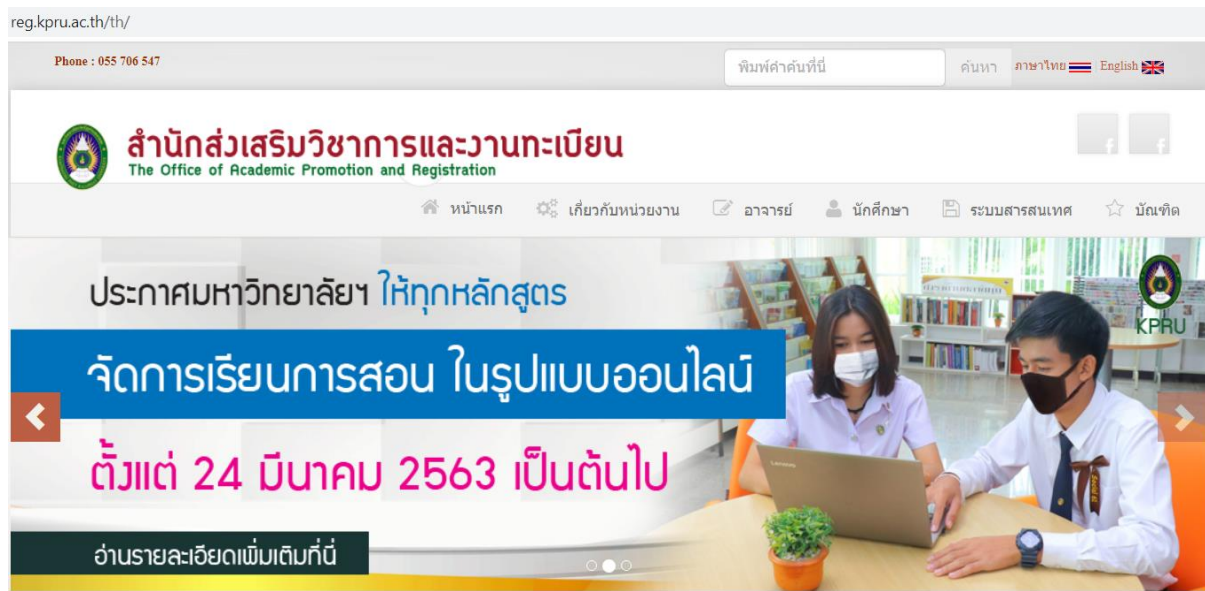 reg.kpru.ac.th/th/
Phone : 055 706 547
พิมพ์คำค้นที่นี่
ค้นหา
ภาษาไทย | English
สำนักส่งเสริมวิชาการและงานทะเบียน
The Office of Academic Promotion and Registration
หน้าแรก เกี่ยวกับหน่วยงาน อาจารย์ นักศึกษา ระบบสารสนเทศ บัณฑิต
ประกาศมหาวิทยาลัยฯ ให้ทุกหลักสูตร
จัดการเรียนการสอน ในรูปแบบออนไลน์
ตั้งแต่ 24 มีนาคม 2563 เป็นต้นไป
อ่านรายละเอียดเพิ่มเติมที่นี่
KPRU
Lenovo